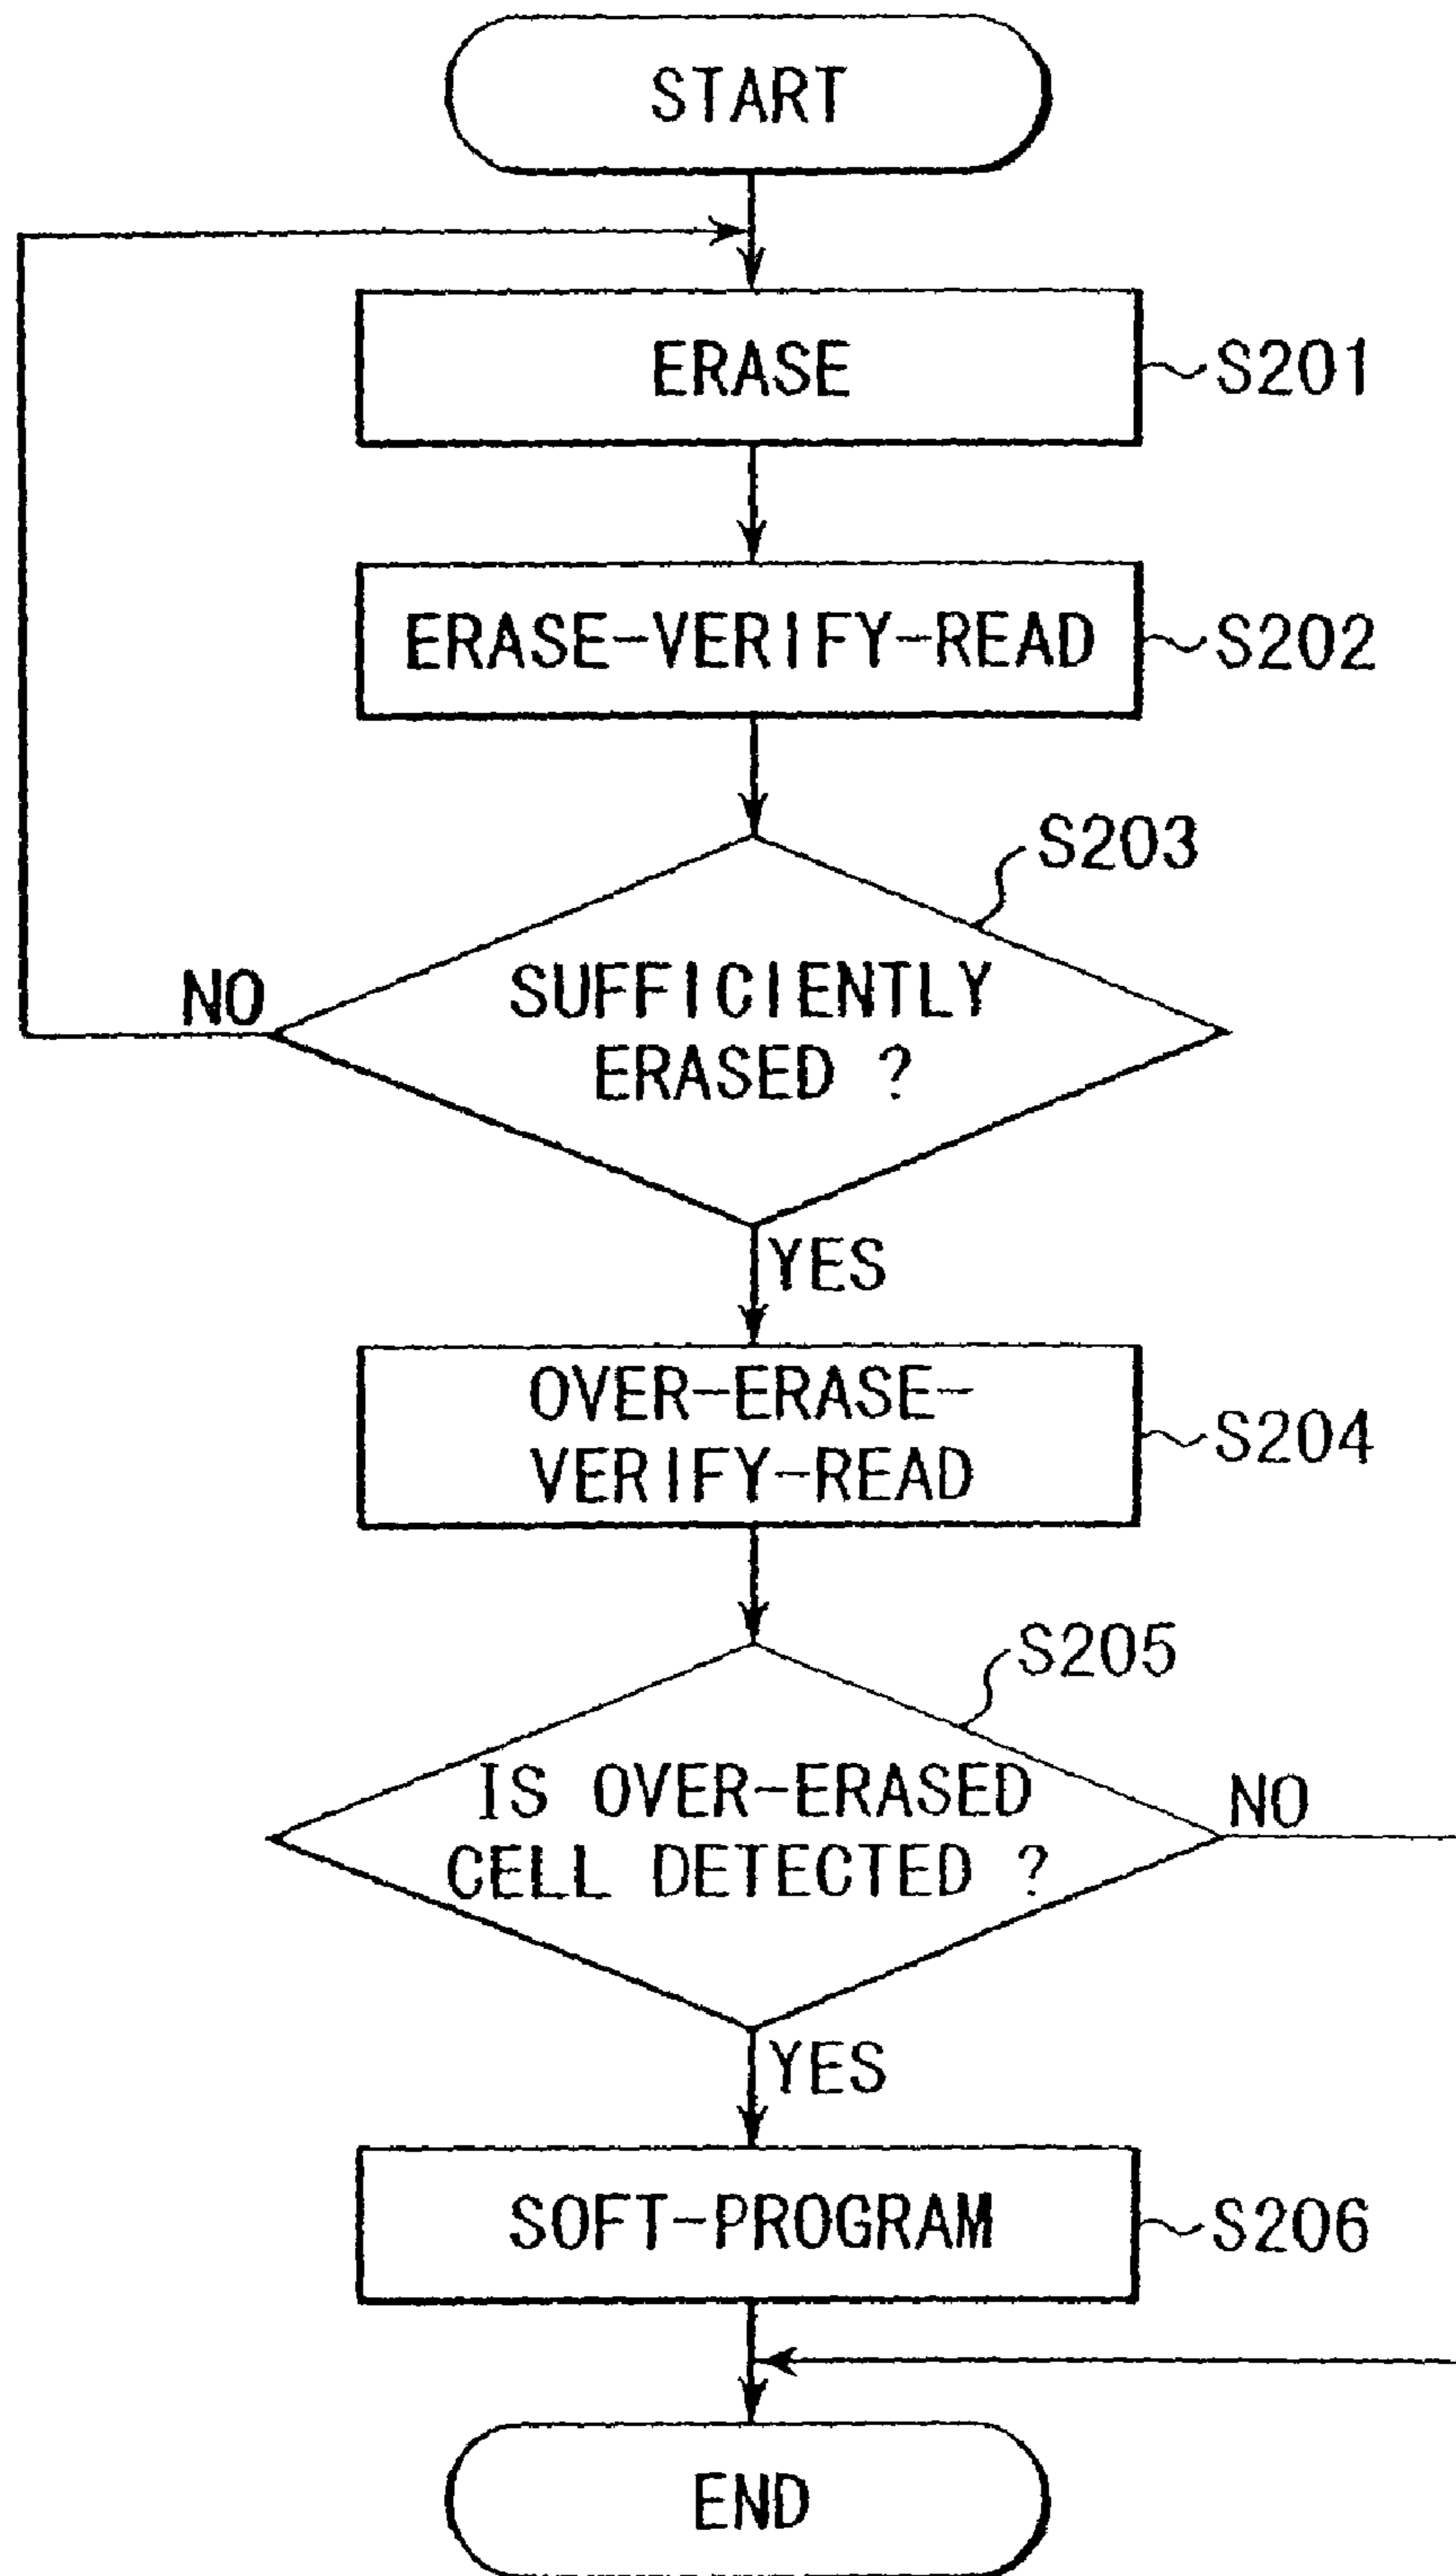 START
ERASE
S201
ERASE-VERIFY-READ
S202
S203
SUFFICIENTLY
ERASED ?
NO
YES
OVER-ERASE-
VERIFY-READ
S204
S205
IS OVER-ERASED
CELL DETECTED ?
NO
YES
SOFT-PROGRAM
S206
END